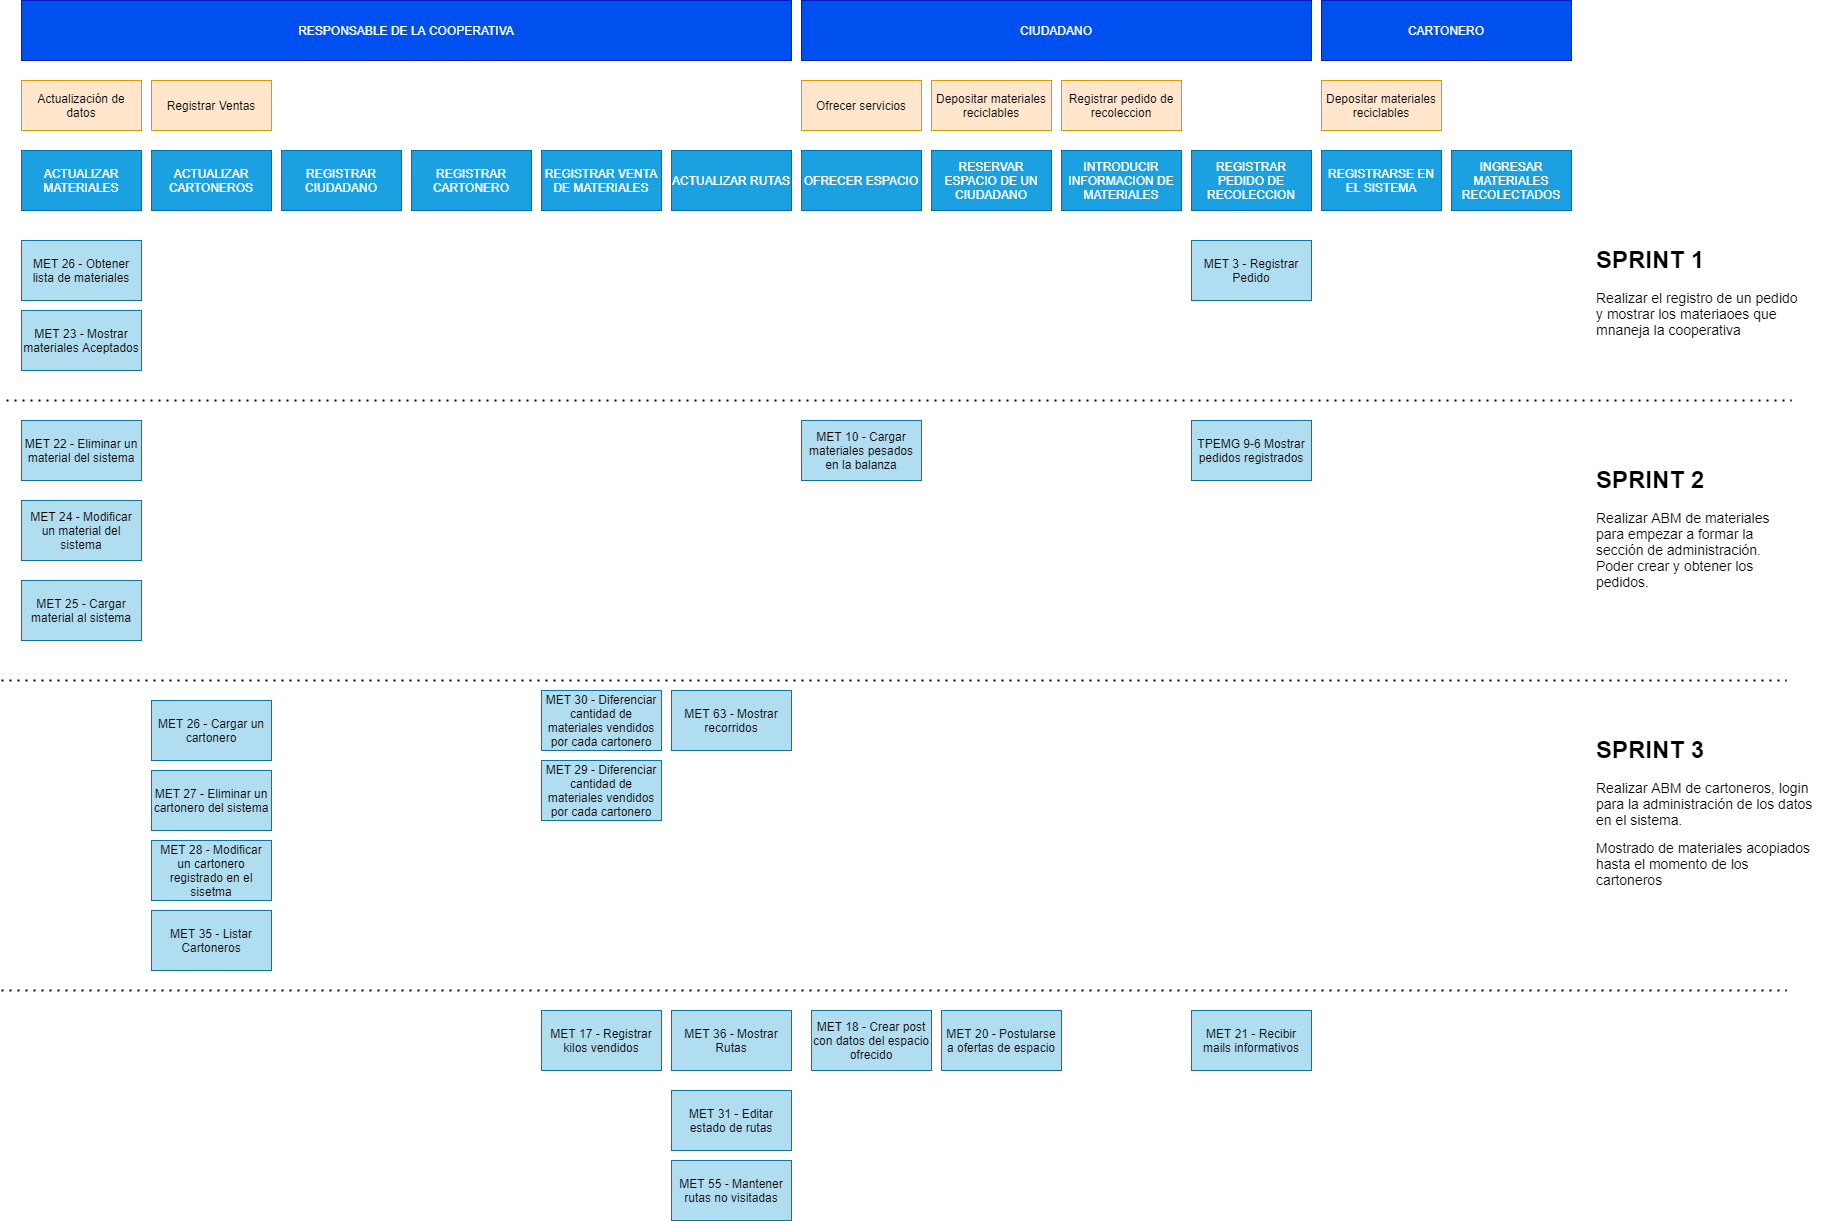 RESPONSABLE DE LA COOPERATIVA
CIUDADANO
CARTONERO
Actualización de
datos
Registrar Ventas
Ofrecer servicios
Depositar materiales
reciclables
Registrar pedido de
recoleccion
Depositar materiales
reciclables
ACTUALIZAR
MATERIALES
ACTUALIZAR
CARTONEROS
REGISTRAR
CIUDADANO
REGISTRAR
CARTONERO
REGISTRAR VENTA
DE MATERIALES
ACTUALIZAR RUTAS
OFRECER ESPACIO
RESERVAR
ESPACIO DE UN
CIUDADANO
INTRODUCIR
INFORMACION DE
MATERIALES
REGISTRAR
PEDIDO DE
RECOLECCION
REGISTRARSE EN
EL SISTEMA
INGRESAR
MATERIALES
RECOLECTADOS
MET 26 - Obtener
lista de materiales
MET 23 - Mostrar
materiales Aceptados
MET 3 - Registrar
Pedido
SPRINT 1
Realizar el registro de un pedido
y mostrar los materiaoes que
mnaneja la cooperativa
MET 22 - Eliminar un
material del sistema
MET 24 - Modificar
un material del
sistema
MET 25 - Cargar
material al sistema
MET 10 - Cargar
materiales pesados
en la balanza
TPEMG 9-6 Mostrar
pedidos registrados
SPRINT 2
Realizar ABM de materiales
para empezar a formar la
sección de administración.
Poder crear y obtener los
pedidos.
MET 26 - Cargar un
cartonero
MET 27 - Eliminar un
cartonero del sistema
MET 28 - Modificar
un cartonero
registrado en el
sisetma
MET 35 - Listar
Cartoneros
MET 30 - Diferenciar
cantidad de
materiales vendidos
por cada cartonero
MET 29 - Diferenciar
cantidad de
materiales vendidos
por cada cartonero
MET 63 - Mostrar
recorridos
SPRINT 3
Realizar ABM de cartoneros, login
para la administración de los datos
en el sistema.
Mostrado de materiales acopiados
hasta el momento de los
cartoneros
MET 17 - Registrar
kilos vendidos
MET 36 - Mostrar
Rutas
MET 31 - Editar
estado de rutas
MET 55 - Mantener
rutas no visitadas
MET 18 - Crear post
con datos del espacio
ofrecido
MET 20 - Postularse
a ofertas de espacio
MET 21 - Recibir
mails informativos